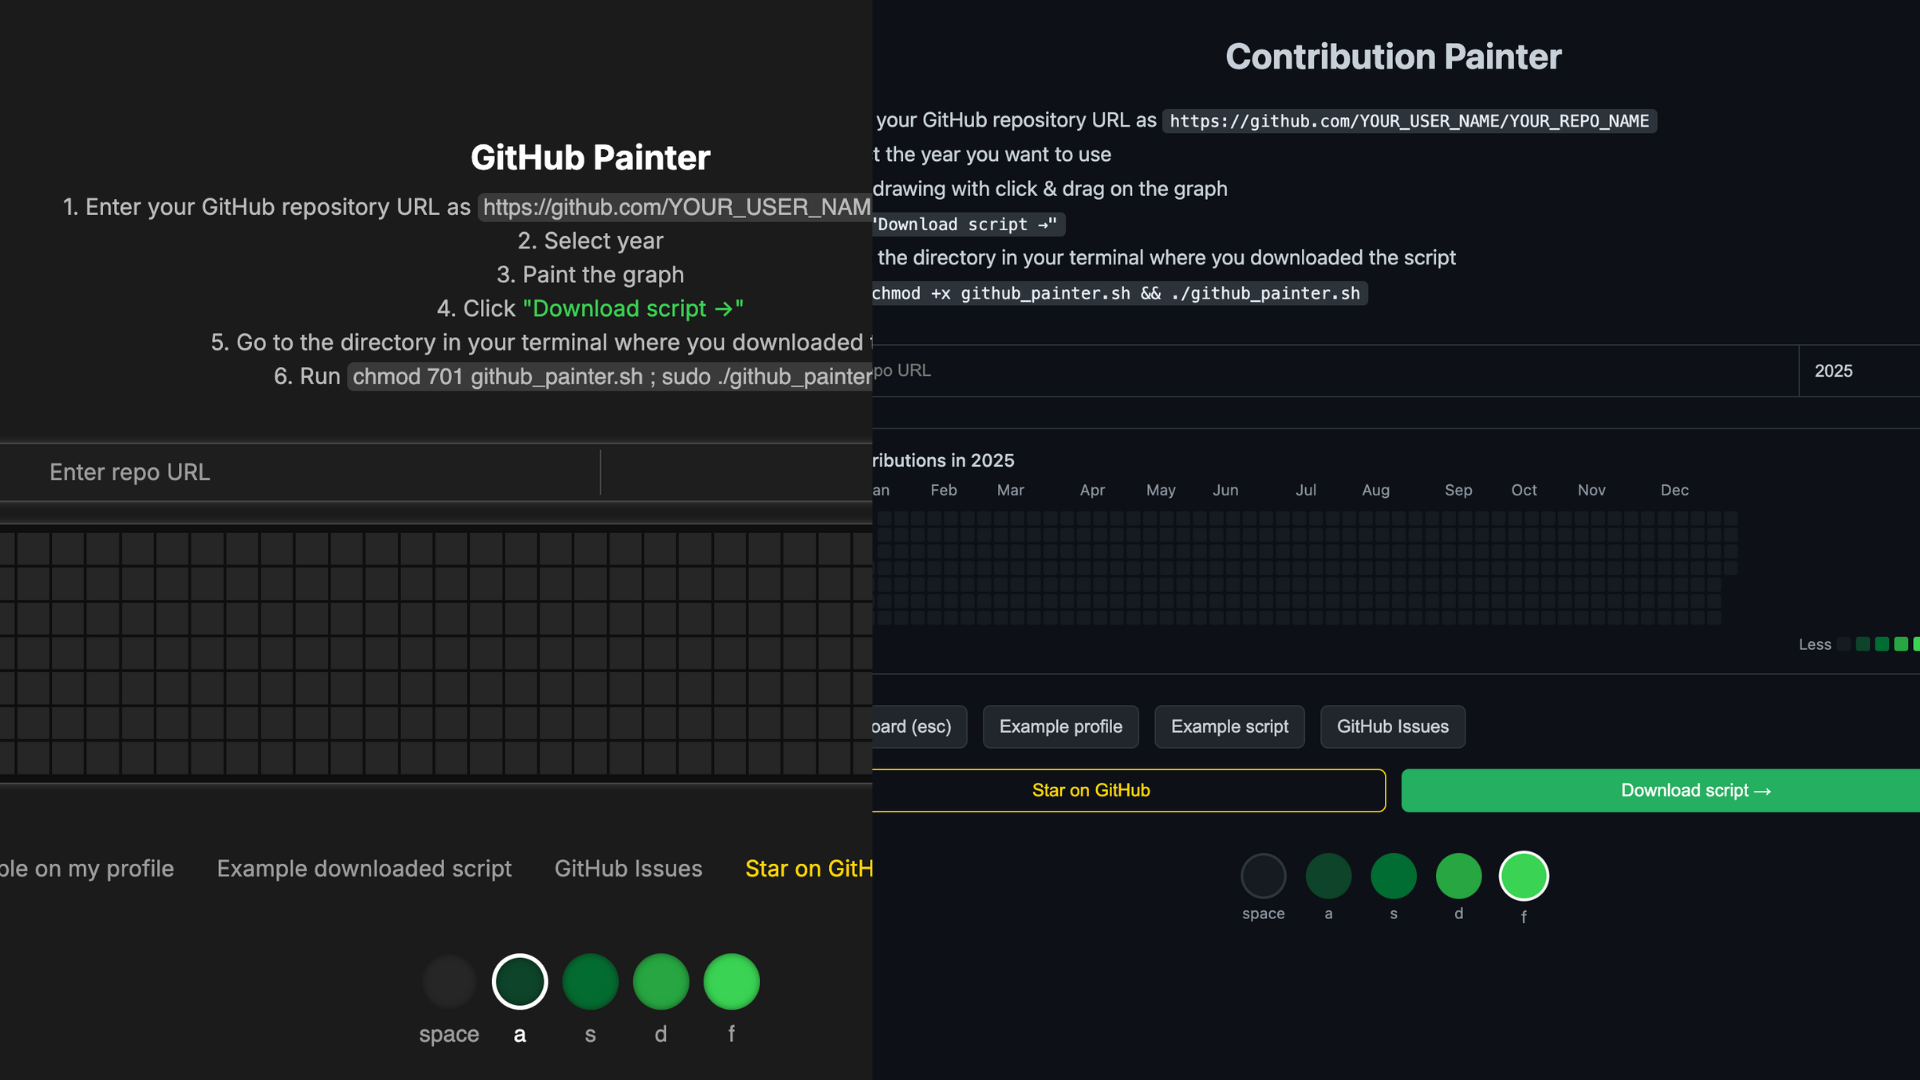 GitHub Painter
1. Enter your GitHub repository URL as https://github.com/YOUR_USER_NAM
2. Select year
3. Paint the graph
4. Click "Download script →"
5. Go to the directory in your terminal where you downloaded
6. Run chmod 701 github_painter.sh ; sudo ./github_painter
Enter repo URL
ple on my profile
Example downloaded script
GitHub Issues
Star on GitH
space
a
s
d
f
Contribution Painter
your GitHub repository URL as https://github.com/YOUR_USER_NAME/YOUR_REPO_NAME
t the year you want to use
drawing with click & drag on the graph
"Download script →"
the directory in your terminal where you downloaded the script
chmod +x github_painter.sh && ./github_painter.sh
po URL
2025
ributions in 2025
an Feb Mar Apr May Jun Jul Aug Sep Oct Nov Dec
Less
oard (esc)
Example profile
Example script
GitHub Issues
Star on GitHub
Download script →
space
a
s
d
f